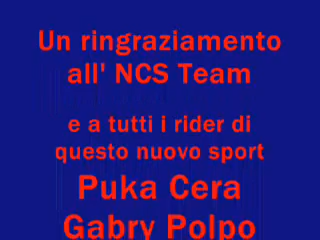 Un ringraziamento
all' NCS Team
e a tutti i rider di
questo nuovo sport
Puka Cera
Gabry Polpo